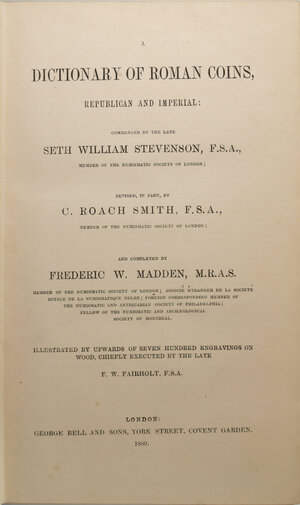 A
DICTIONARY OF ROMAN COINS,
REPUBLICAN AND IMPERIAL:
COMMENCED BY THE LATE
SETH WILLIAM STEVENSON, F.S.A.,
MEMBER OF THE NUMISMATIC SOCIETY OF LONDON;
REVISED, IN PART, BY
C. ROACH SMITH, F.S.A.,
MEMBER OF THE NUMISMATIC SOCIETY OF LONDON;
AND COMPLETED BY
FREDERIC W. MADDEN, M.R.A.S.
MEMBER OF THE NUMISMATIC SOCIETY OF LONDON; ASSOCIÉ ÉTRANGER DE LA SOCIÉTÉ
ROYALE DE LA NUMISMATIQUE BELGE; FOREIGN CORRESPONDING MEMBER OF
THE NUMISMATIC AND ANTIQUARIAN SOCIETY OF PHILADELPHIA;
FELLOW OF THE NUMISMATIC AND ARCHÆOLOGICAL
SOCIETY OF MONTREAL.
ILLUSTRATED BY UPWARDS OF SEVEN HUNDRED ENGRAVINGS ON
WOOD, CHIEFLY EXECUTED BY THE LATE
F. W. FAIRHOLT, F.S.A.
LONDON:
GEORGE BELL AND SONS, YORK STREET, COVENT GARDEN.
1889.